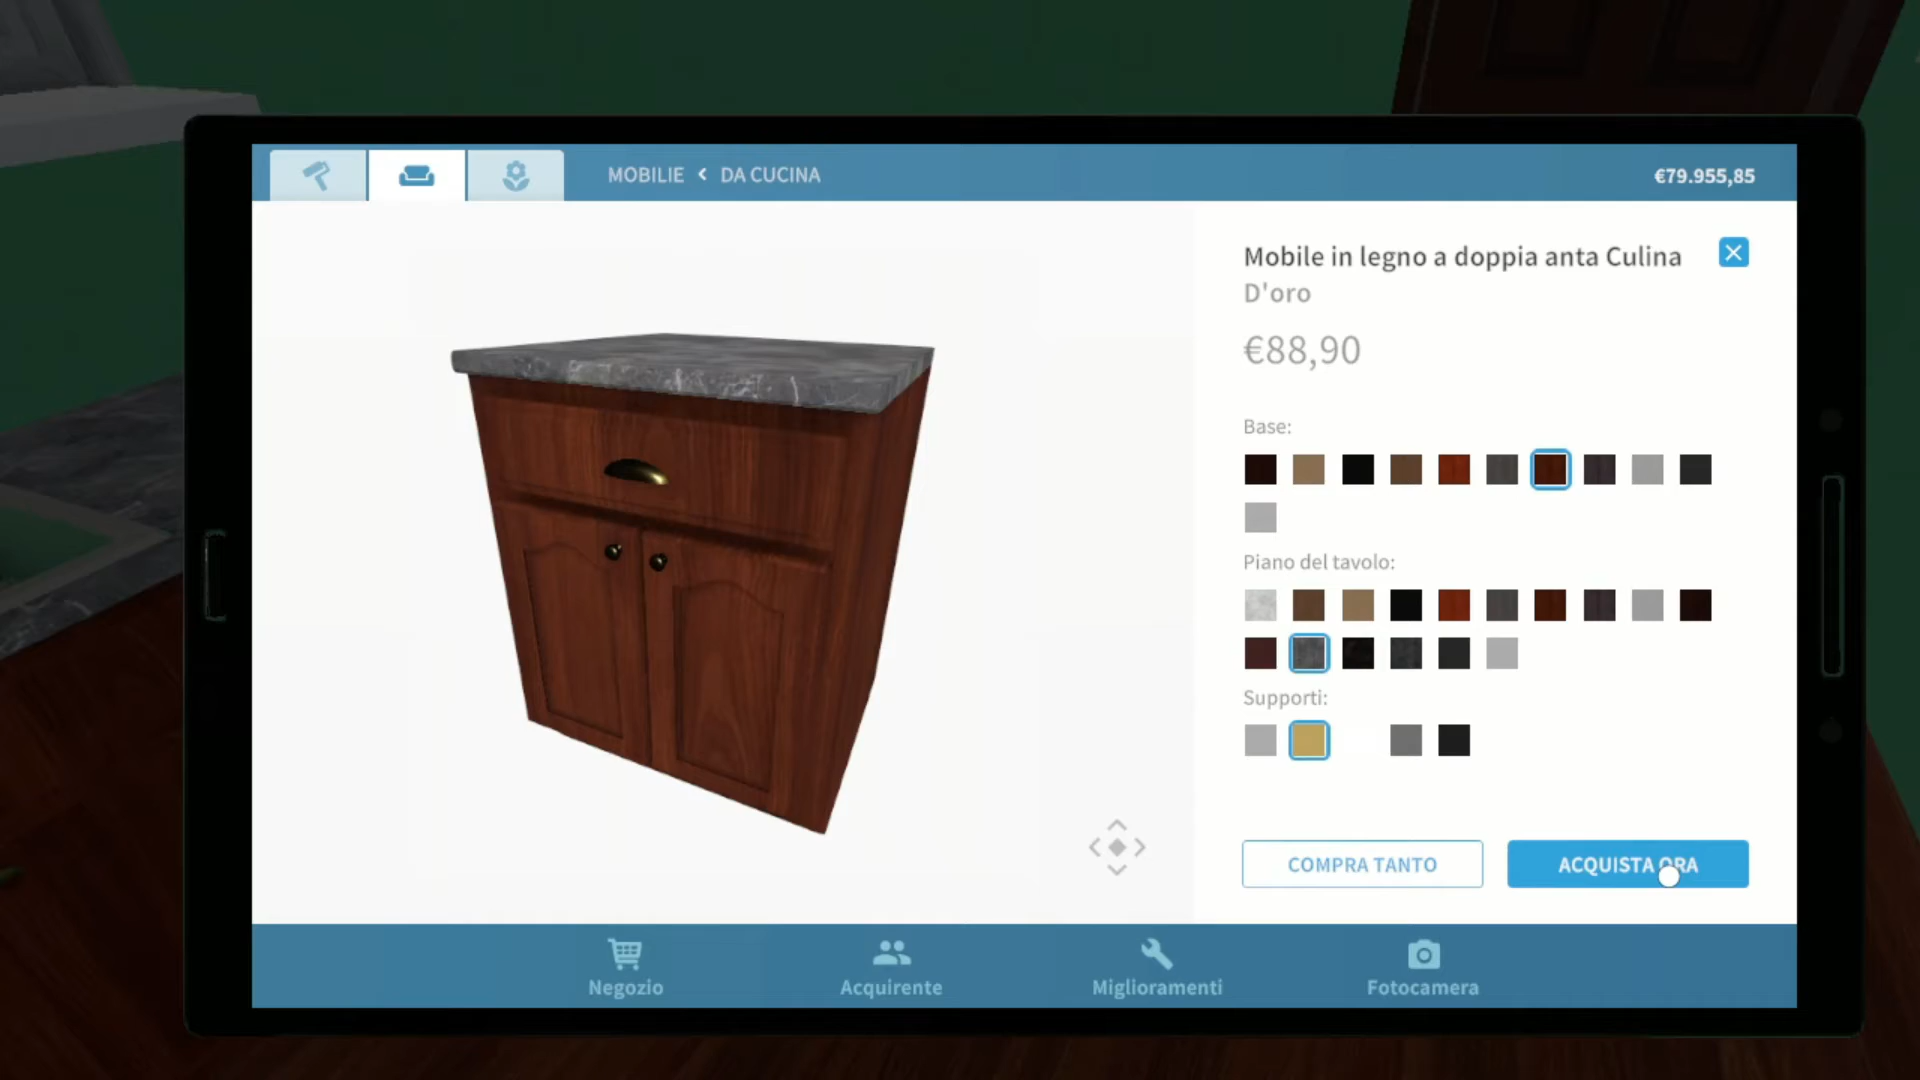 MOBILIE < DA CUCINA
€79.955,85
Mobile in legno a doppia anta Culina
D'oro
€88,90
Base:
Piano del tavolo:
Supporti:
COMPRA TANTO
ACQUISTA ORA
Negozio
Acquirente
Miglioramenti
Fotocamera